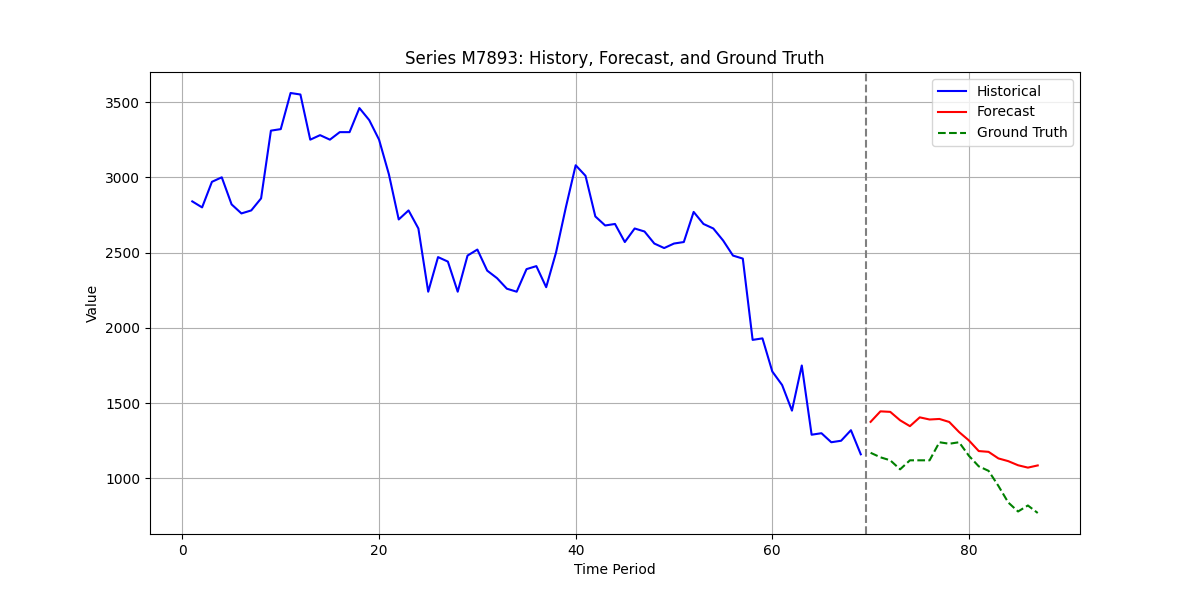 Series M7893: History, Forecast, and Ground Truth
Historical
Forecast
Ground Truth
Value
3500
3000
2500
2000
1500
1000
0
20
40
60
80
Time Period